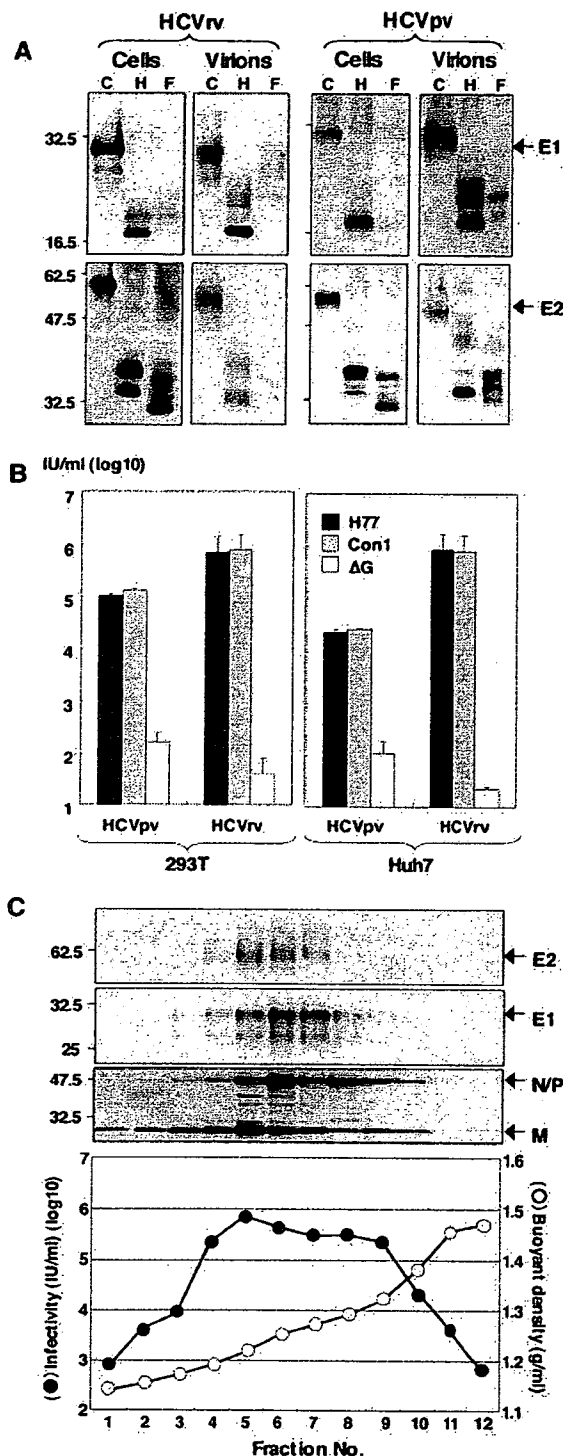 HCVrv HCVpv
A
Cells Virions Cells Virions
C H F C H F C H F C H F
32.5
E1
16.5
62.5
E2
47.5
32.5
B IU/ml (log10)
7
6
5
4
3
2
1
H77
Con1
ΔG
HCVpv HCVrv HCVpv HCVrv
293T Huh7
C
62.5 E2
32.5 E1
25
47.5 N/P
32.5
M
7 1.6
6 1.5
5 1.4
4 1.3
3 1.2
2 1.1
(●) Infectivity (IU/ml) (log10)
(○) Buoyant density (g/ml)
1 2 3 4 5 6 7 8 9 10 11 12
Fraction No.